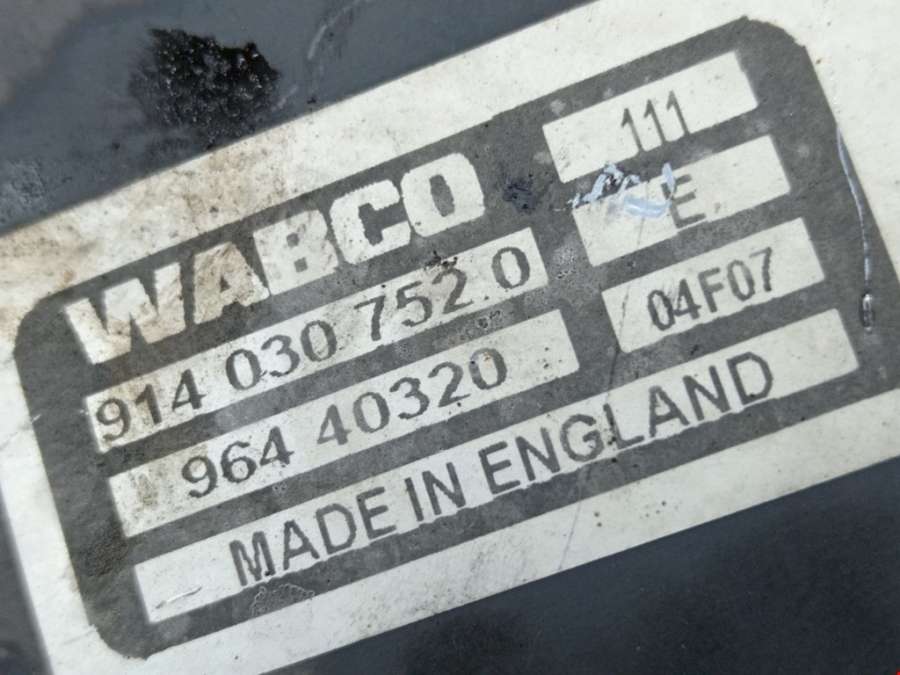 WABCO
111
E
914 030 752.0
04F07
964 40320
MADE IN ENGLAND